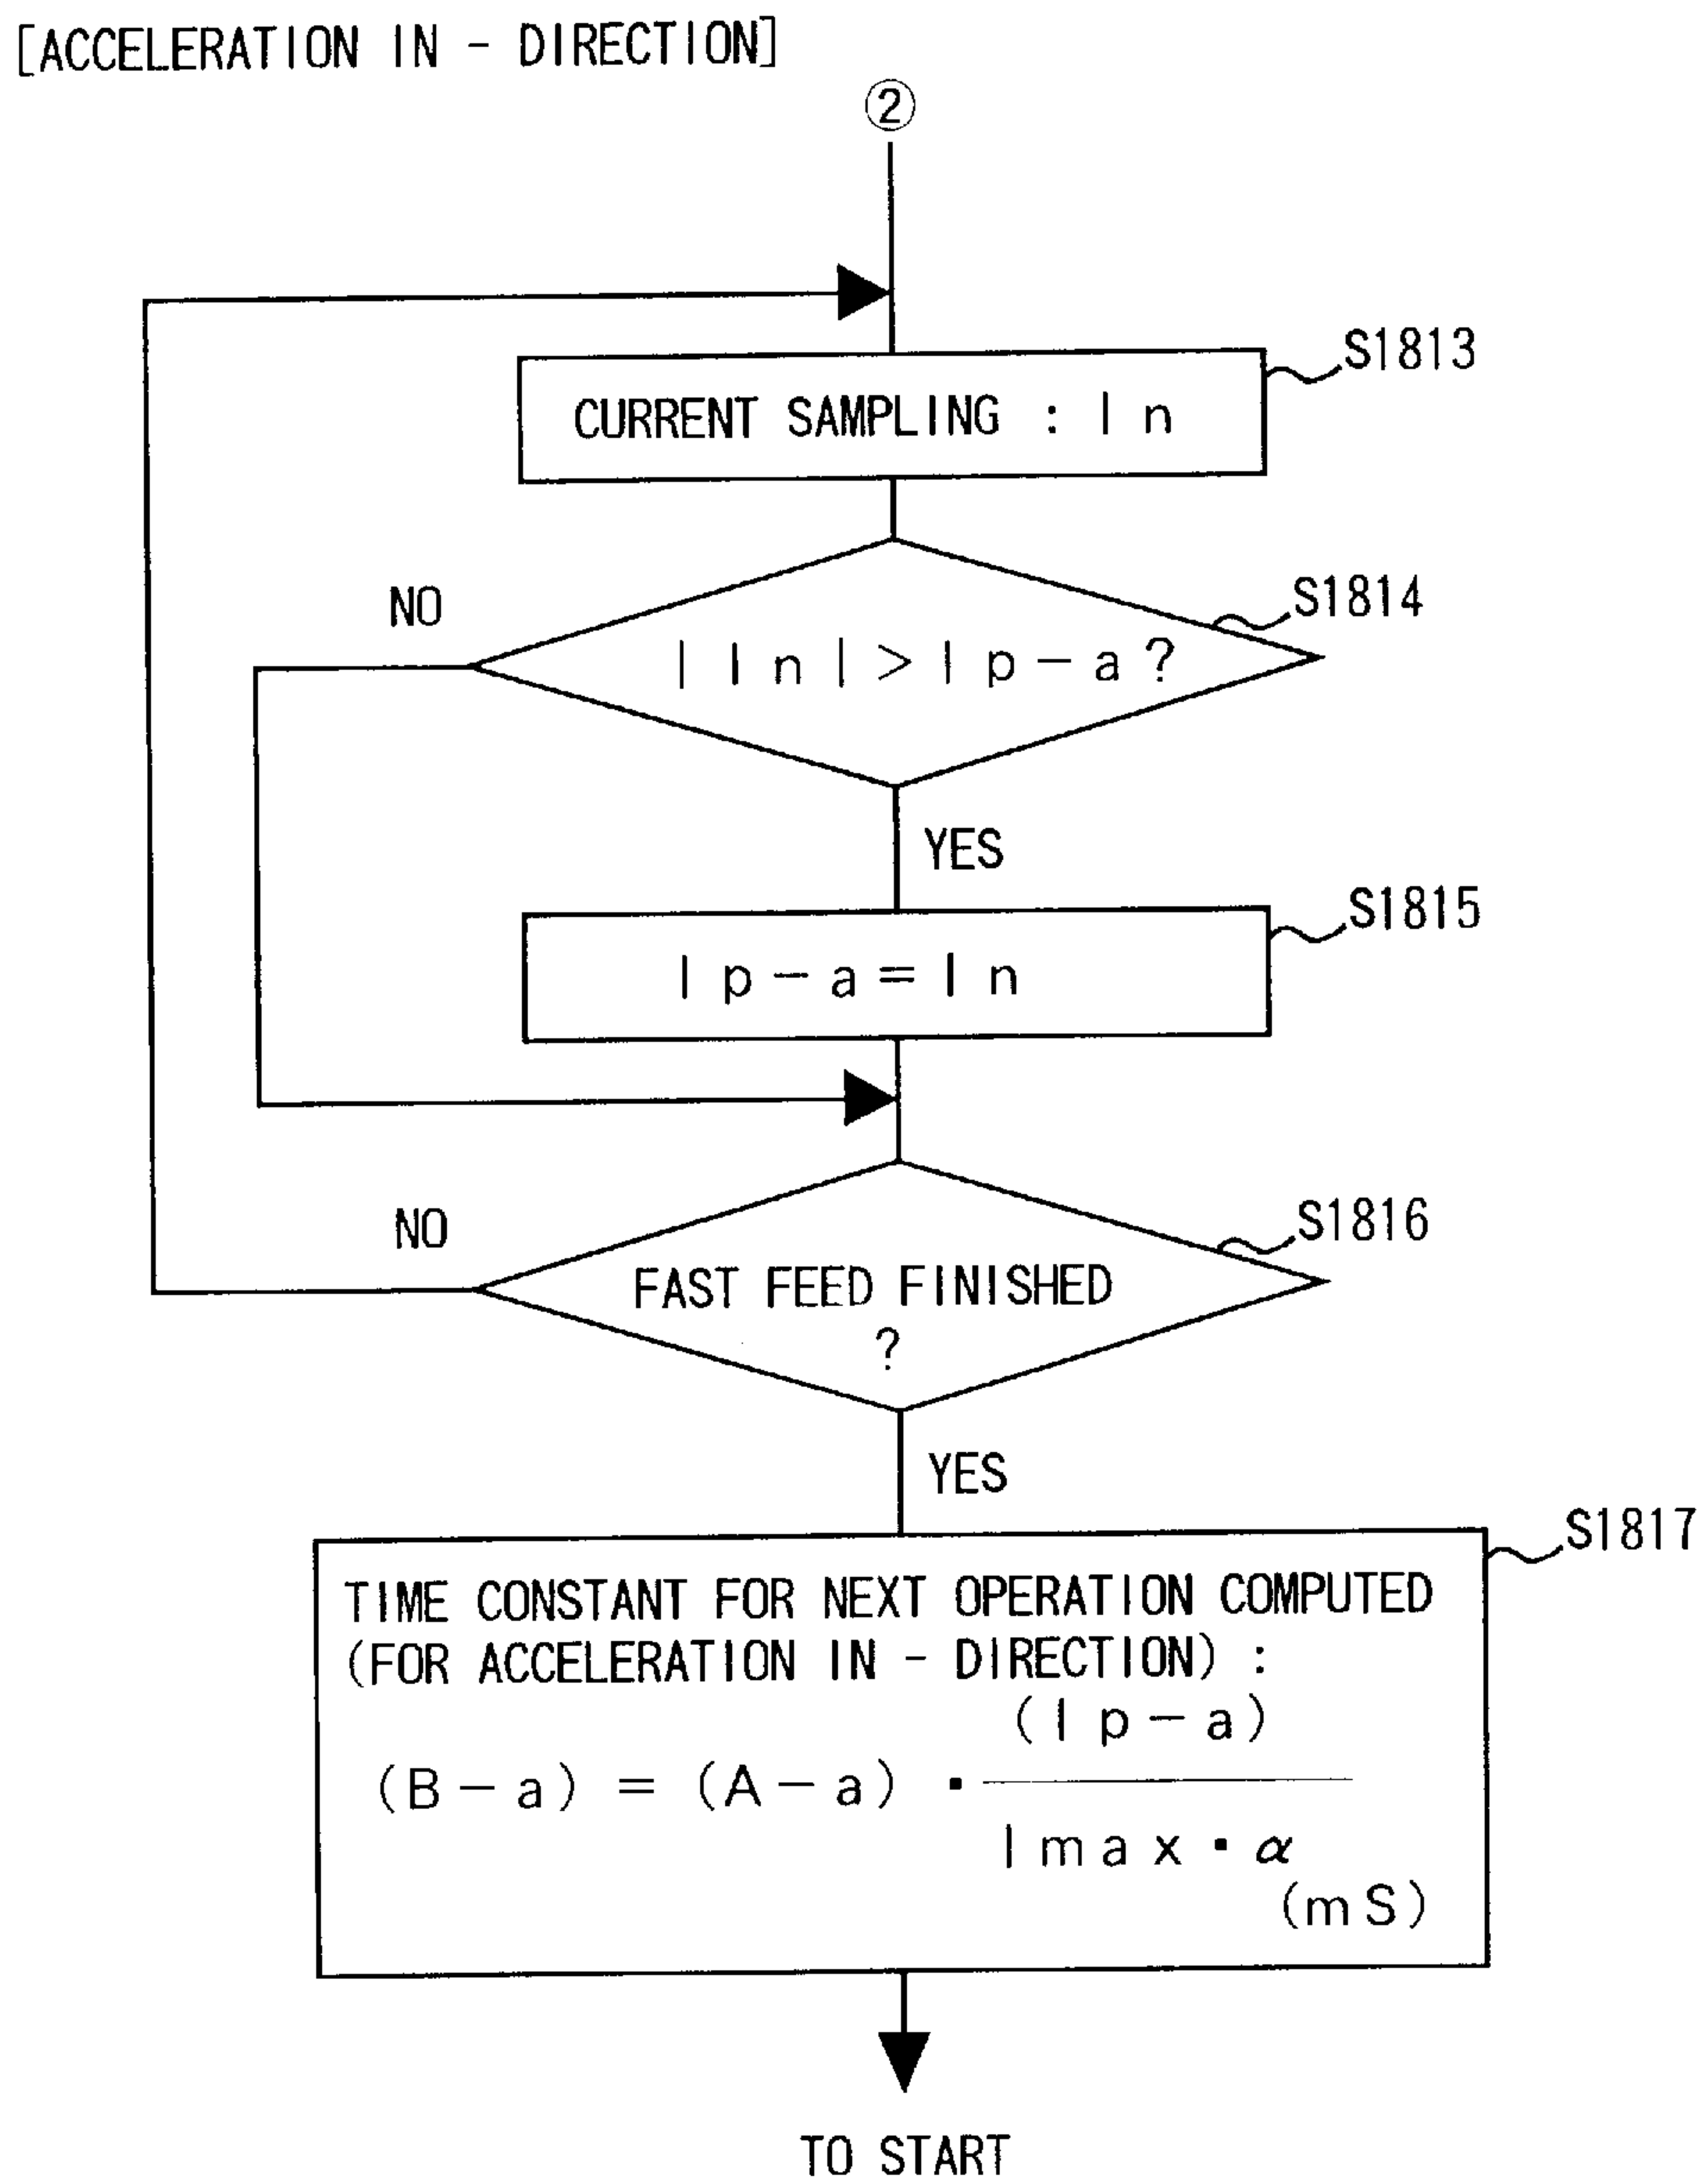 [ACCELERATION IN - DIRECTION]
②
S1813
CURRENT SAMPLING : In
NO
S1814
|In|>Ip-a?
YES
S1815
Ip-a=In
NO
S1816
FAST FEED FINISHED
?
YES
S1817
TIME CONSTANT FOR NEXT OPERATION COMPUTED
(FOR ACCELERATION IN - DIRECTION) :
(Ip-a)
(B-a) = (A-a) ·
Imax · α
(mS)
TO START